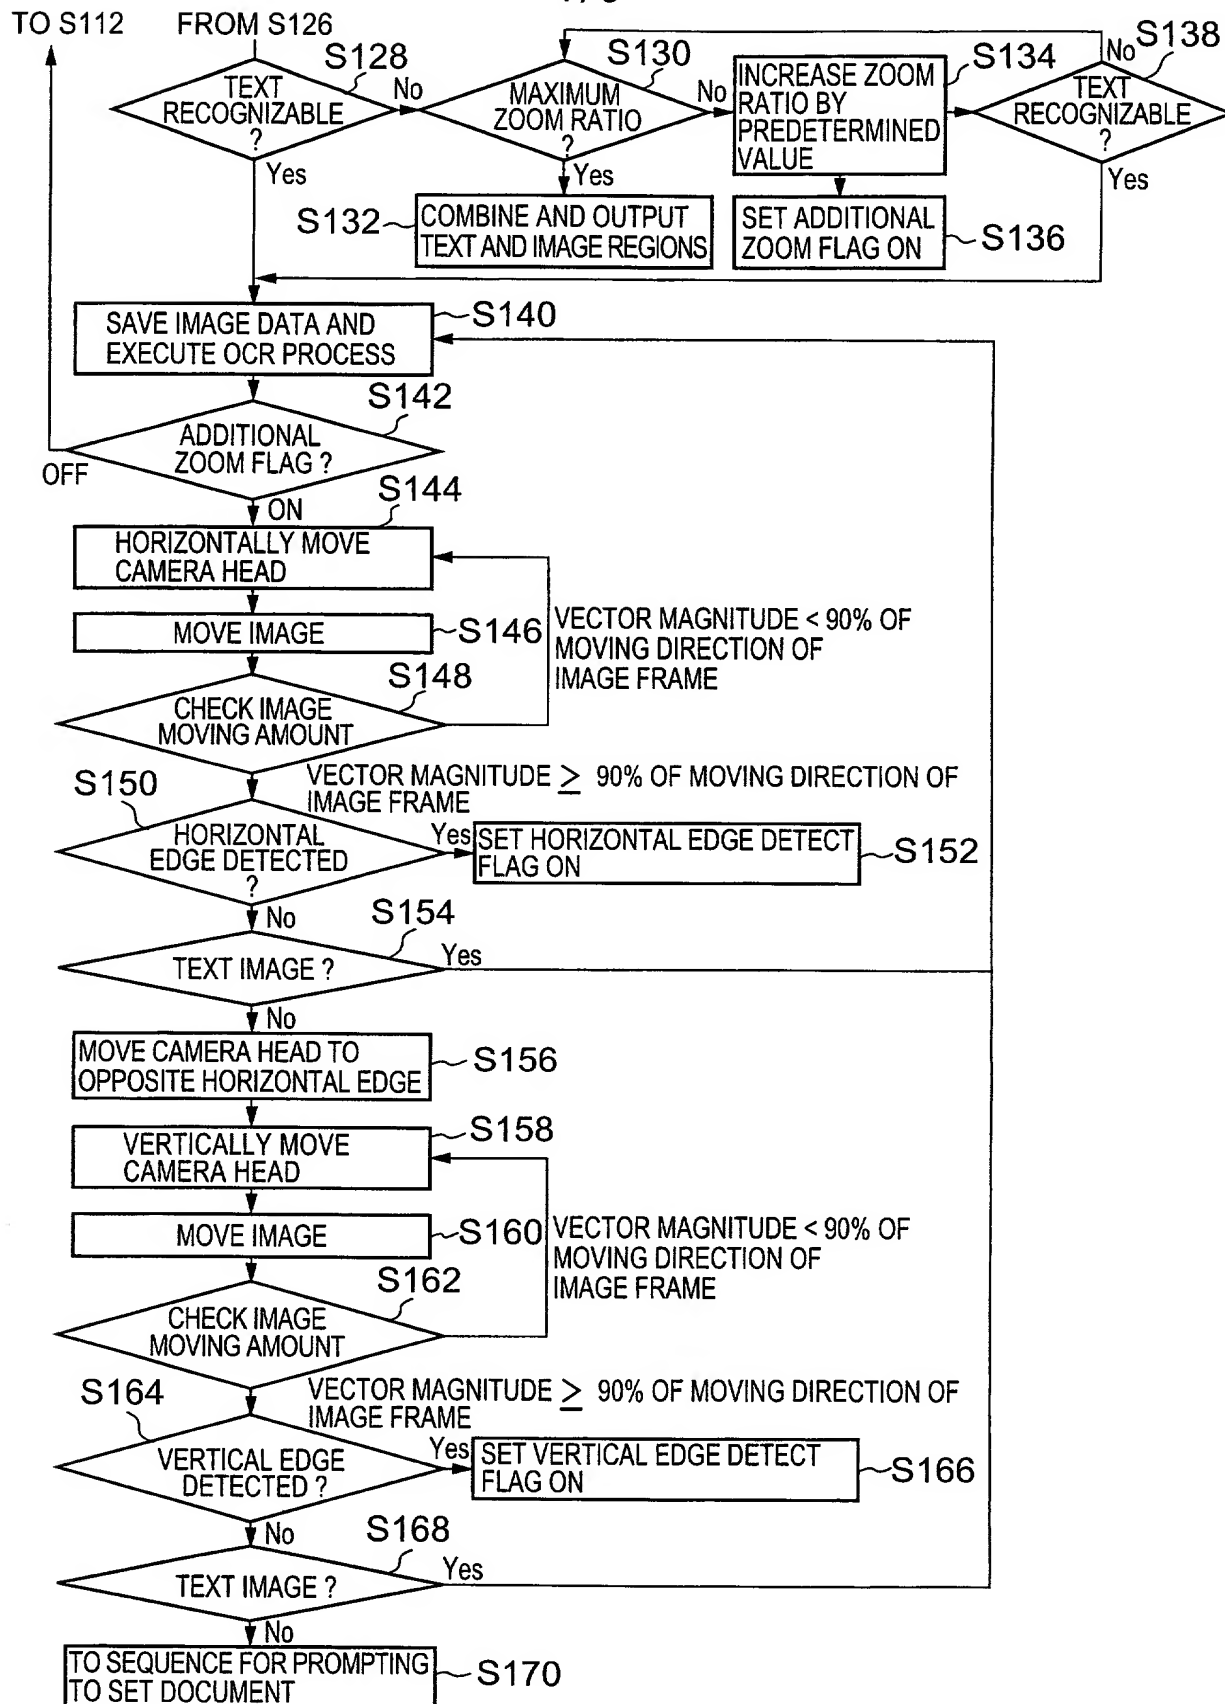 TO S112
FROM S126
TEXT
RECOGNIZABLE
?
S128
No
Yes
MAXIMUM
ZOOM RATIO
?
S130
No
Yes
INCREASE ZOOM
RATIO BY
PREDETERMINED
VALUE
S134
No
S138
TEXT
RECOGNIZABLE
?
Yes
S132
COMBINE AND OUTPUT
TEXT AND IMAGE REGIONS
SET ADDITIONAL
ZOOM FLAG ON
S136
SAVE IMAGE DATA AND
EXECUTE OCR PROCESS
S140
S142
ADDITIONAL
ZOOM FLAG ?
OFF
ON
S144
HORIZONTALLY MOVE
CAMERA HEAD
MOVE IMAGE
S146
VECTOR MAGNITUDE < 90% OF
MOVING DIRECTION OF
IMAGE FRAME
S148
CHECK IMAGE
MOVING AMOUNT
VECTOR MAGNITUDE ≥ 90% OF MOVING DIRECTION OF
IMAGE FRAME
S150
HORIZONTAL
EDGE DETECTED
?
Yes
SET HORIZONTAL EDGE DETECT
FLAG ON
S152
No
S154
TEXT IMAGE ?
Yes
No
MOVE CAMERA HEAD TO
OPPOSITE HORIZONTAL EDGE
S156
VERTICALLY MOVE
CAMERA HEAD
S158
MOVE IMAGE
S160
VECTOR MAGNITUDE < 90% OF
MOVING DIRECTION OF
IMAGE FRAME
S162
CHECK IMAGE
MOVING AMOUNT
VECTOR MAGNITUDE ≥ 90% OF MOVING DIRECTION OF
IMAGE FRAME
S164
VERTICAL EDGE
DETECTED ?
Yes
SET VERTICAL EDGE DETECT
FLAG ON
S166
No
S168
TEXT IMAGE ?
Yes
No
TO SEQUENCE FOR PROMPTING
TO SET DOCUMENT
S170